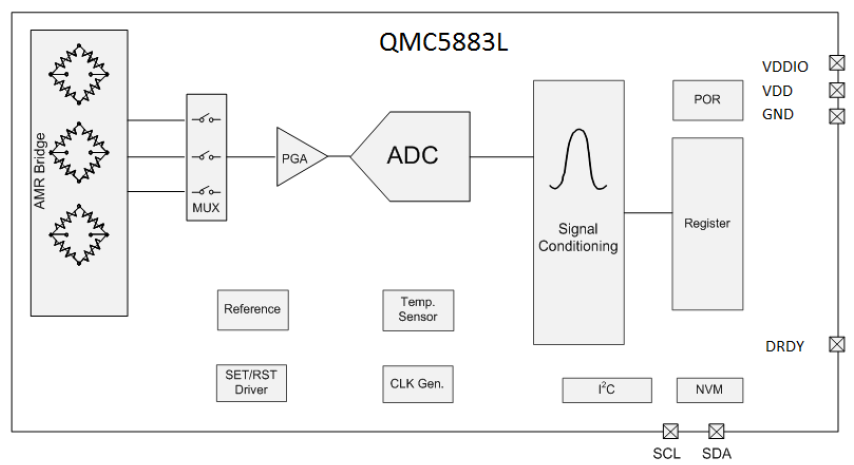 QMC5883L
VDDIO
VDD
GND
POR
AMR Bridge
MUX
PGA
ADC
Signal
Conditioning
Register
Reference
Temp.
Sensor
DRDY
SET/RST
Driver
CLK Gen.
I²C
NVM
SCL
SDA